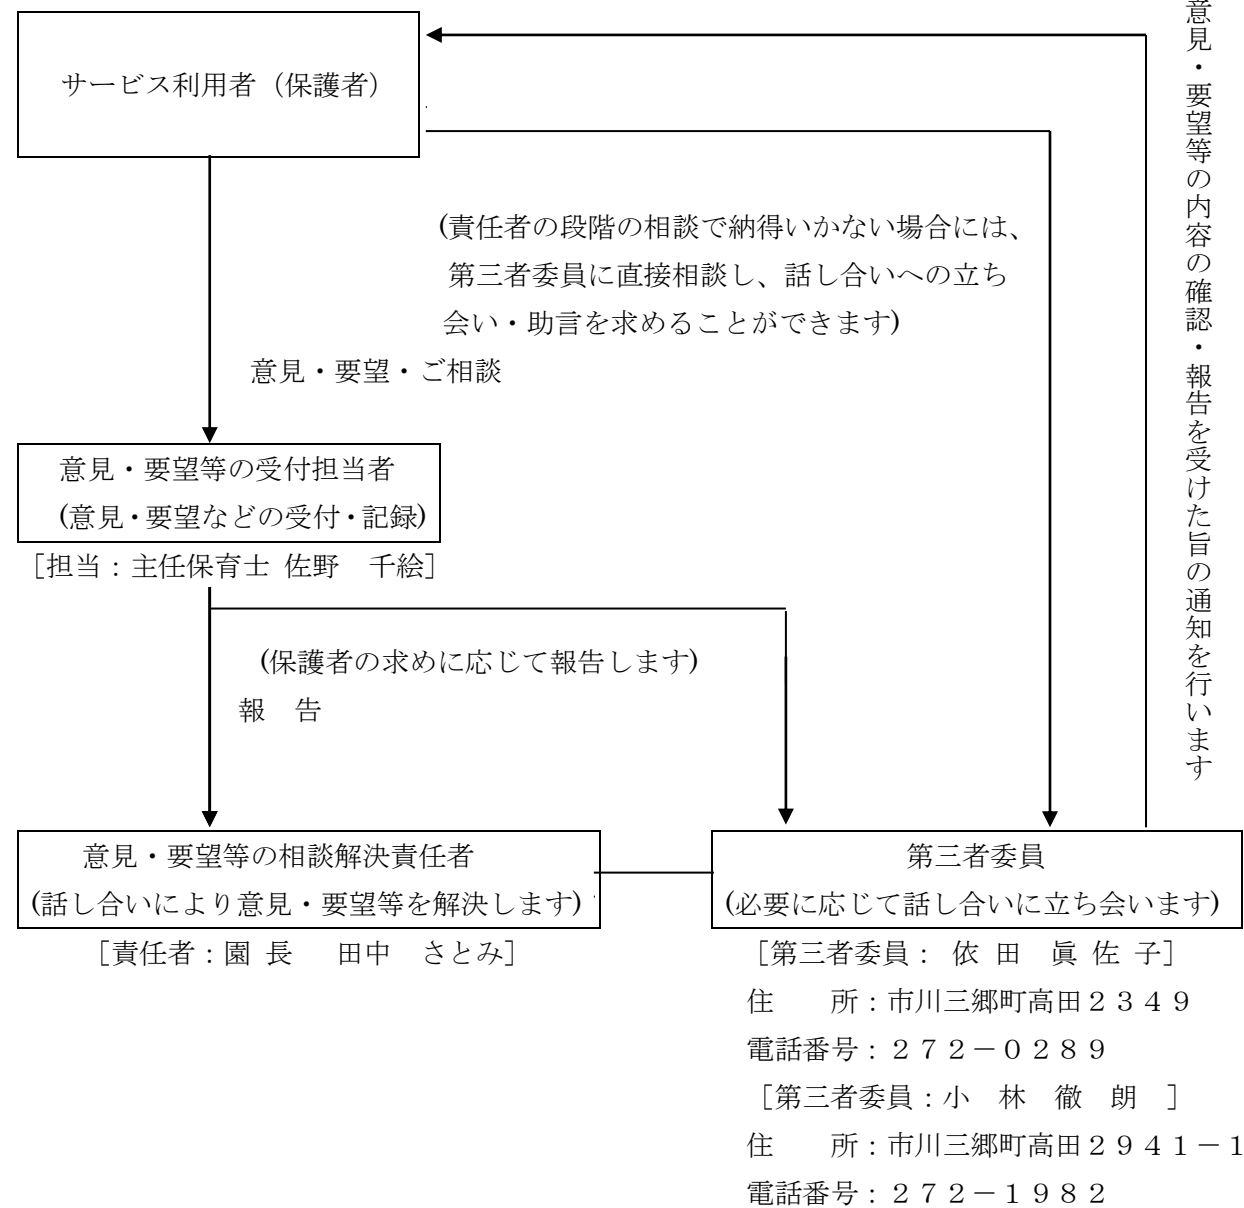 サービス利用者（保護者）
意見・要望等の内容の確認・報告を受けた旨の通知を行います
(責任者の段階の相談で納得いかない場合には、
第三者委員に直接相談し、話し合いへの立ち
会い・助言を求めることができます)
意見・要望・ご相談
意見・要望等の受付担当者
(意見・要望などの受付・記録)
［担当：主任保育士 佐野　千絵］
(保護者の求めに応じて報告します)
報　告
意見・要望等の相談解決責任者
(話し合いにより意見・要望等を解決します)
［責任者：園 長　 田中　さとみ］
第三者委員
(必要に応じて話し合いに立ち会います)
［第三者委員： 依 田　眞 佐 子］
住　　所：市川三郷町高田２３４９
電話番号：２７２－０２８９
［第三者委員：小　林　徹　朗　］
住　　所：市川三郷町高田２９４１－１
電話番号：２７２－１９８２